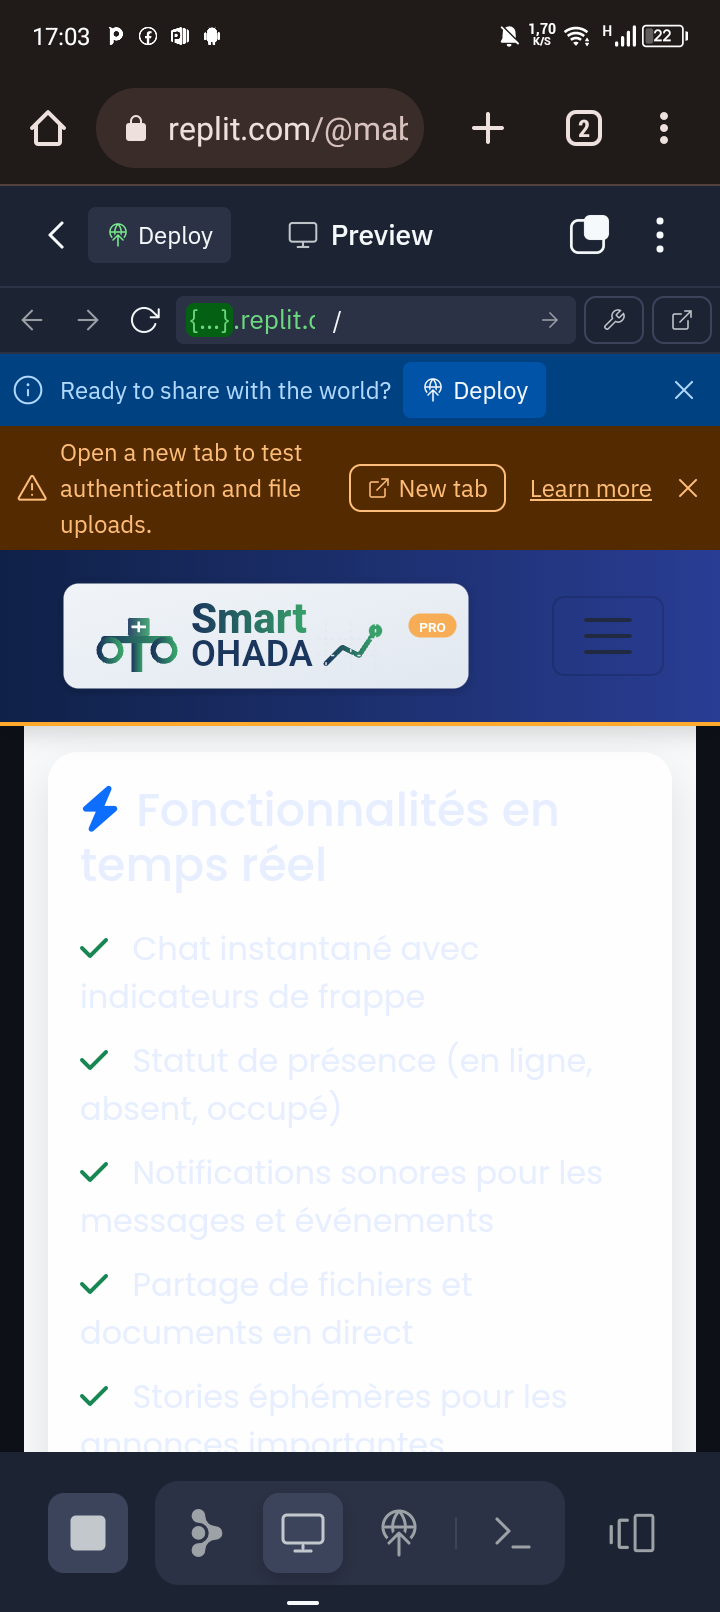 17:03
1,70
K/S
H
22
replit.com/@mab
2
Deploy
Preview
{...}.replit.c /
Ready to share with the world?
Deploy
Open a new tab to test
authentication and file
uploads.
New tab
Learn more
Smart
OHADA
PRO
Fonctionnalités en
temps réel
Chat instantané avec
indicateurs de frappe
Statut de présence (en ligne,
absent, occupé)
Notifications sonores pour les
messages et événements
Partage de fichiers et
documents en direct
Stories éphémères pour les
annonces importantes